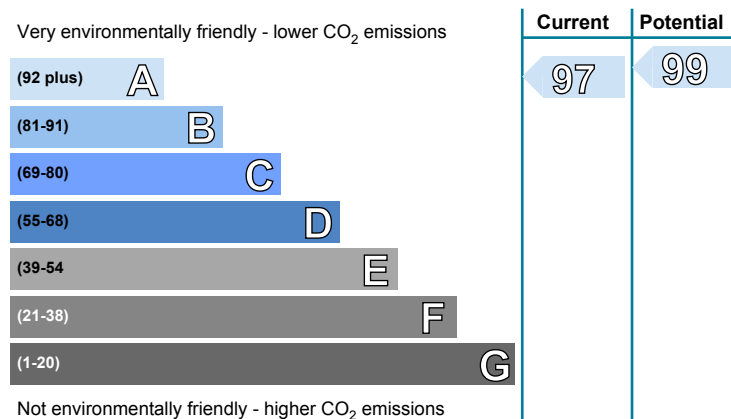 Very environmentally friendly - lower CO2 emissions
Current
Potential
(92 plus) A
97
99
(81-91) B
(69-80) C
(55-68) D
(39-54 E
(21-38) F
(1-20) G
Not environmentally friendly - higher CO2 emissions